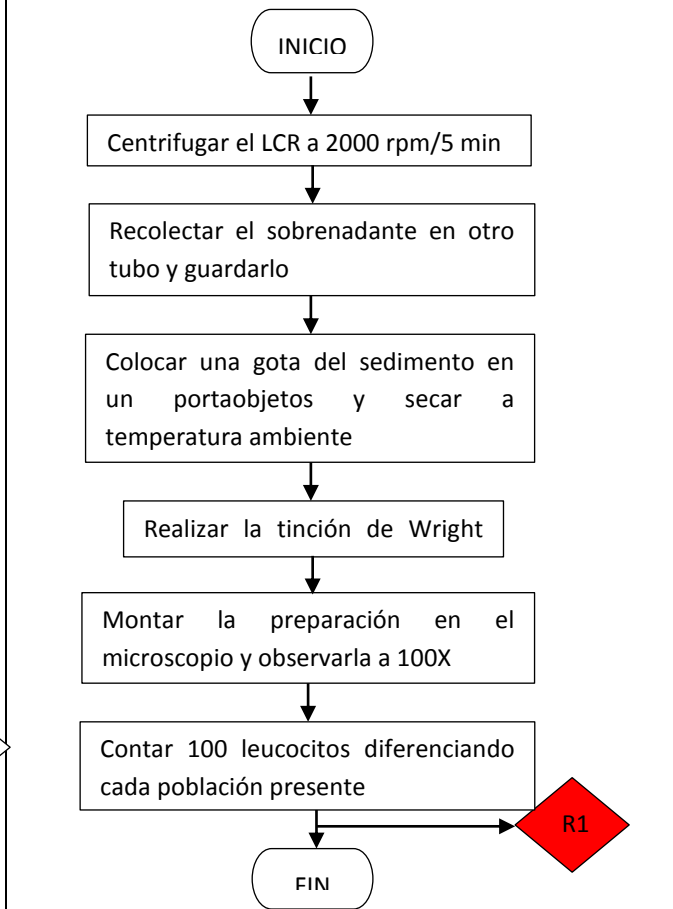 INICIO
Centrifugar el LCR a 2000 rpm/5 min
Recolectar el sobrenadante en otro
tubo y guardarlo
Colocar una gota del sedimento en
un portaobjetos y secar a
temperatura ambiente
Realizar la tinción de Wright
Montar la preparación en el
microscopio y observarla a 100X
Contar 100 leucocitos diferenciando
cada población presente
R1
FIN